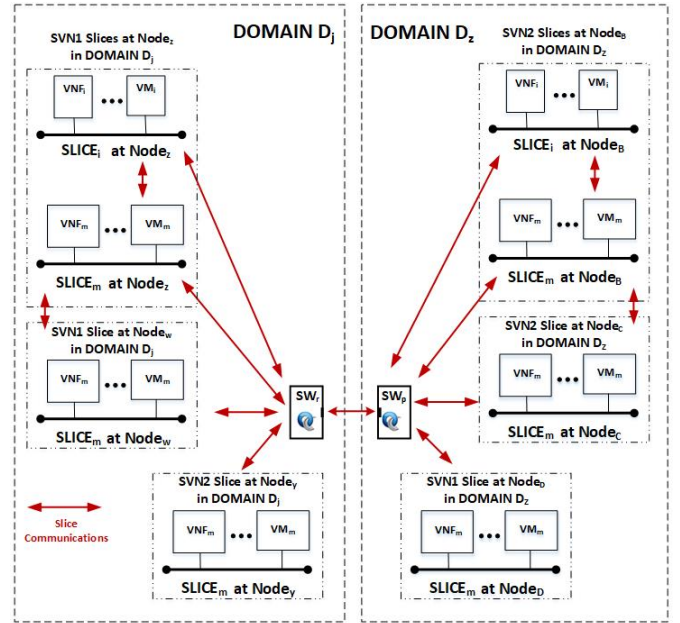 DOMAIN Dj
SVN1 Slices at Nodez
in DOMAIN Dj
VNFi
VMi
SLICEi at Nodez
VNFm
VMm
SLICEm at Nodez
SVN1 Slice at Nodew
in DOMAIN Dj
VNFm
VMm
SLICEm at Nodew
SWr
SVN2 Slice at NodeY
in DOMAIN Dj
VNFm
VMm
SLICEm at NodeY
Slice
Communications
DOMAIN Dz
SVN2 Slices at NodeB
in DOMAIN DZ
VNFi
VMi
SLICEi at NodeB
VNFm
VMm
SLICEm at NodeB
SVN2 Slice at NodeC
in DOMAIN DZ
VNFm
VMm
SLICEm at NodeC
SWp
SVN1 Slice at NodeD
in DOMAIN DZ
VNFm
VMm
SLICEm at NodeD